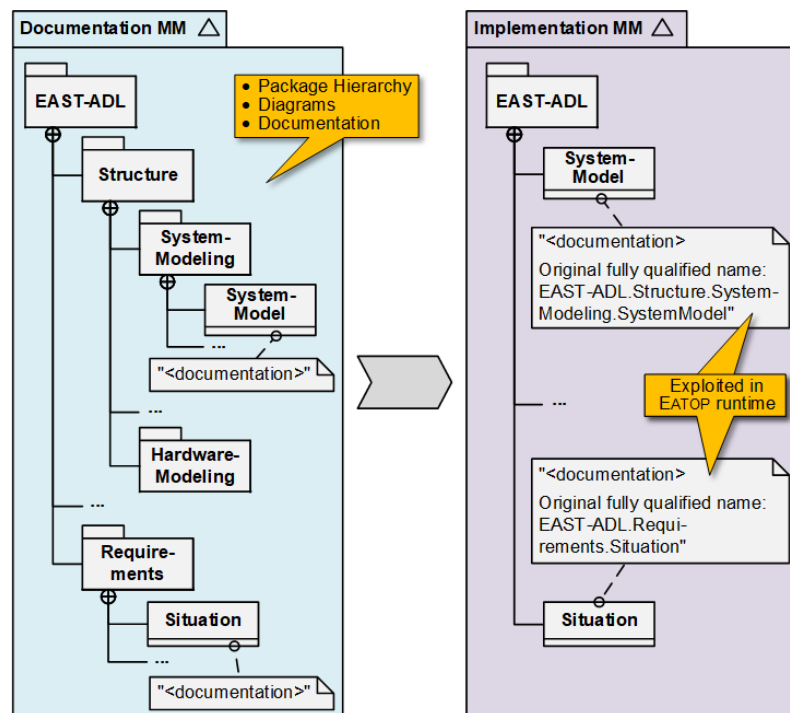 Documentation MM
EAST-ADL
• Package Hierarchy
• Diagrams
• Documentation
Structure
System-
Modeling
System-
Model
...
"<documentation>"
...
Hardware-
Modeling
...
Require-
ments
Situation
...
"<documentation>"
Implementation MM
EAST-ADL
System-
Model
"<documentation>
Original fully qualified name:
EAST-ADL.Structure.System-
Modeling.SystemModel"
...
Exploited in
EATOP runtime
"<documentation>
Original fully qualified name:
EAST-ADL.Requi-
rements.Situation"
Situation